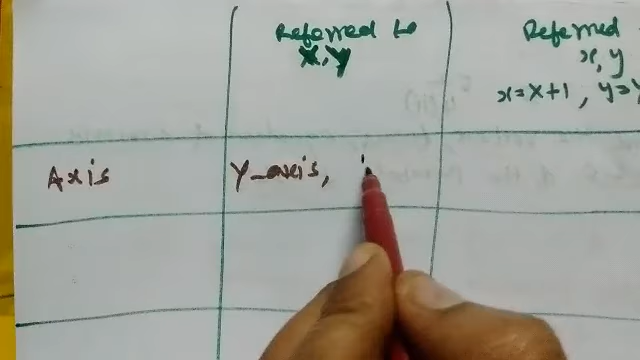 Referred to
X, Y
Referred
x, y
x=X+1, y=Y
Axis
Y-axis,